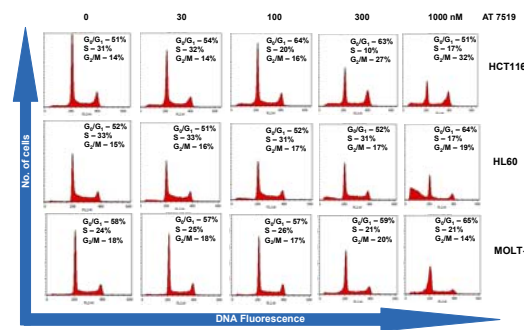 0 30 100 300 1000 nM AT 7519
G0/G1 – 51%
S – 31%
G2/M – 14%
G0/G1 – 54%
S – 32%
G2/M – 14%
G0/G1 – 64%
S – 20%
G2/M – 16%
G0/G1 – 63%
S – 10%
G2/M – 27%
G0/G1 – 51%
S – 17%
G2/M – 32%
HCT116
G0/G1 – 52%
S – 33%
G2/M – 15%
G0/G1 – 51%
S – 33%
G2/M – 16%
G0/G1 – 52%
S – 31%
G2/M – 17%
G0/G1 – 52%
S – 31%
G2/M – 17%
G0/G1 – 64%
S – 17%
G2/M – 19%
HL60
G0/G1 – 58%
S – 24%
G2/M – 18%
G0/G1 – 57%
S – 25%
G2/M – 18%
G0/G1 – 57%
S – 26%
G2/M – 17%
G0/G1 – 59%
S – 21%
G2/M – 20%
G0/G1 – 65%
S – 21%
G2/M – 14%
MOLT-
No. of cells
DNA Fluorescence